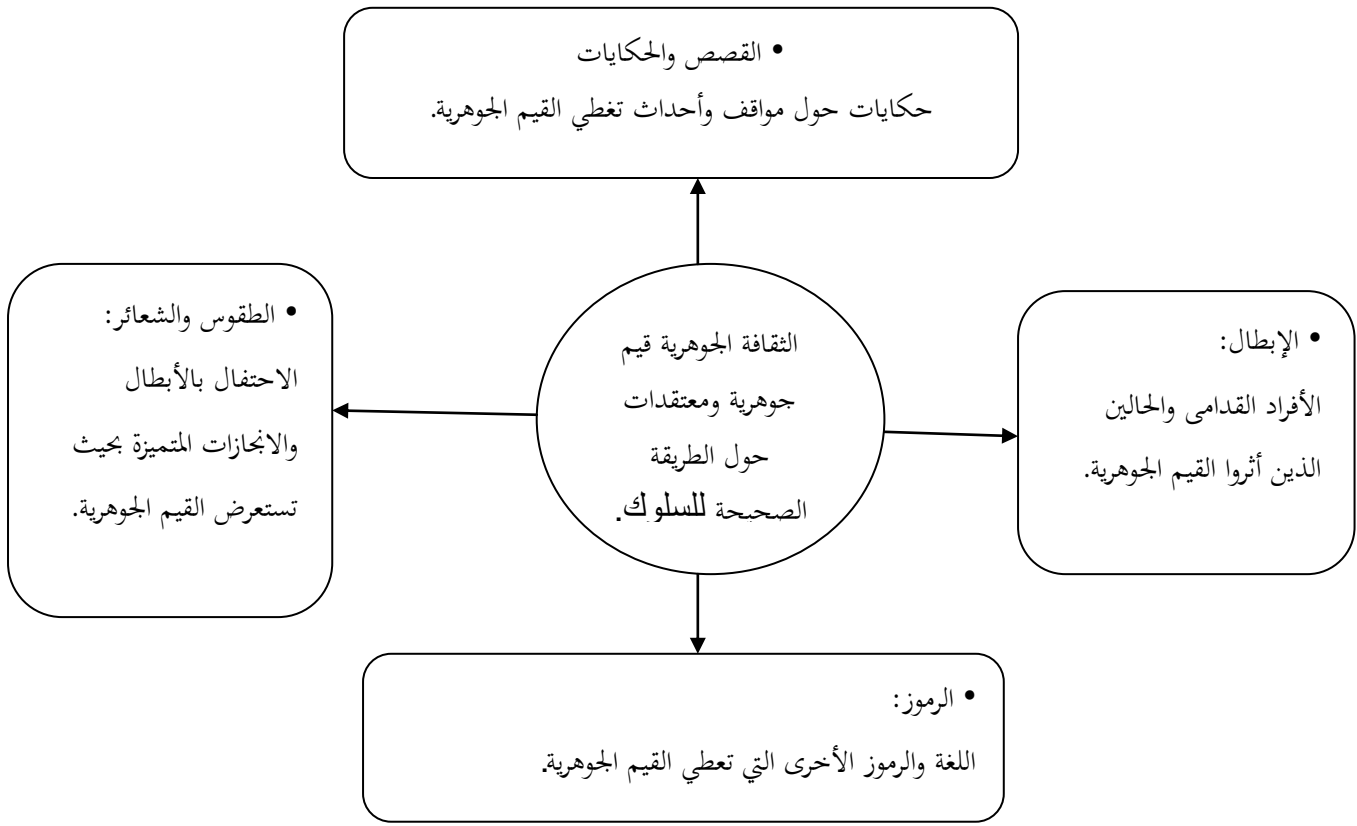 • القصص والحكايات
حكايات حول مواقف وأحداث تغطي القيم الجوهرية.
• الإبطال:
الأفراد القدامى والحالين
الذين أثروا القيم الجوهرية.
الثقافة الجوهرية قيم
جوهرية ومعتقدات
حول الطريقة
الصحيحة للسلوك.
• الطقوس والشعائر:
الاحتفال بالأبطال
والانجازات المتميزة بحيث
تستعرض القيم الجوهرية.
• الرموز:
اللغة والرموز الأخرى التي تعطي القيم الجوهرية.